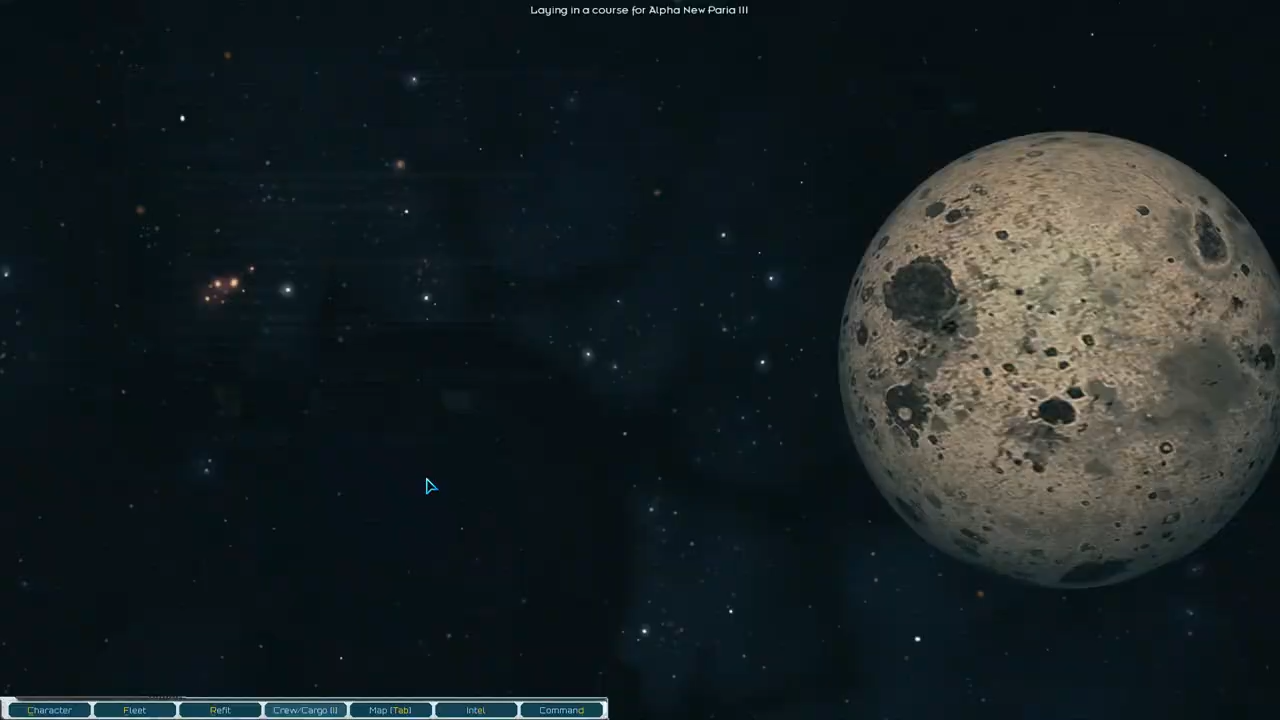 Laying in a course for Alpha New Paria III
Character
Fleet
Refit
Crew/Cargo (I)
Map (Tab)
Intel
Command